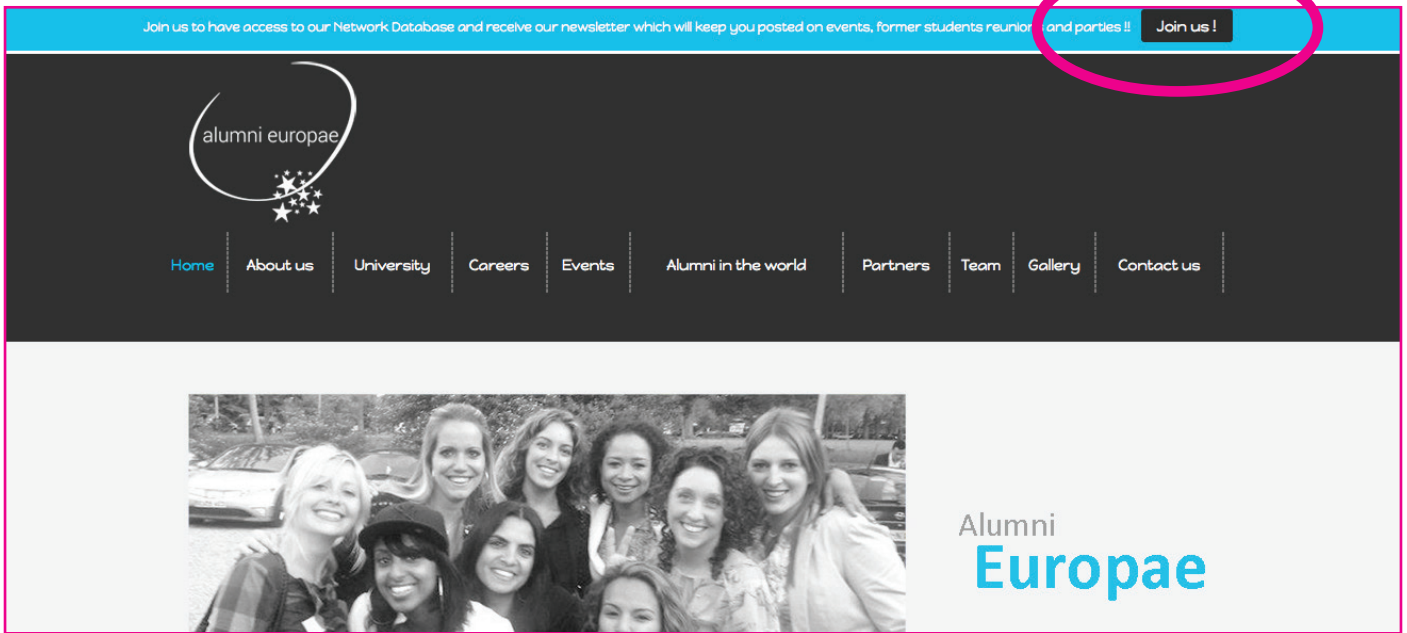 Join us to have access to our Network Database and receive our newsletter which will keep you posted on events, former students reunions and parties !! Join us !
alumni europae
Home About us University Careers Events Alumni in the world Partners Team Gallery Contact us
Alumni
Europae